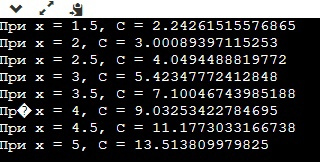 При x = 1.5, C = 2.24261515576865
При x = 2, C = 3.00089397115253
При x = 2.5, C = 4.0494488819772
При x = 3, C = 5.42347772412848
При x = 3.5, C = 7.10046743985188
Пр� x = 4, C = 9.03253422784695
При x = 4.5, C = 11.1773033166738
При x = 5, C = 13.513809979825